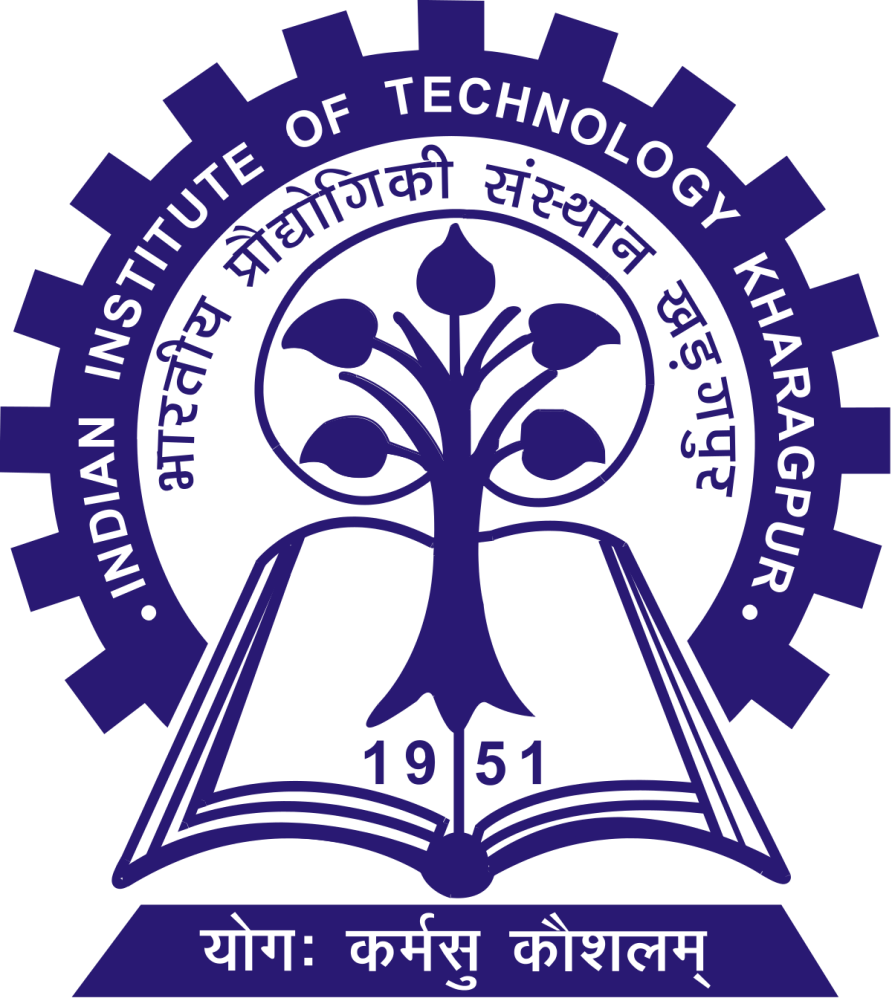 • INDIAN INSTITUTE OF TECHNOLOGY KHARAGPUR •
भारतीय प्रौद्योगिकी संस्थान खड़गपुर
1951
योगः कर्मसु कौशलम्